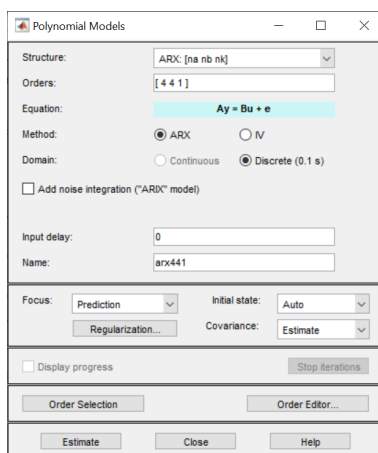 Polynomial Models
Structure: ARX: [na nb nk]
Orders: [ 4 4 1 ]
Equation: Ay = Bu + e
Method: ARX IV
Domain: Continuous Discrete (0.1 s)
Add noise integration ("ARIX" model)
Input delay: 0
Name: arx441
Focus: Prediction Initial state: Auto
Regularization... Covariance: Estimate
Display progress Stop iterations
Order Selection Order Editor...
Estimate Close Help